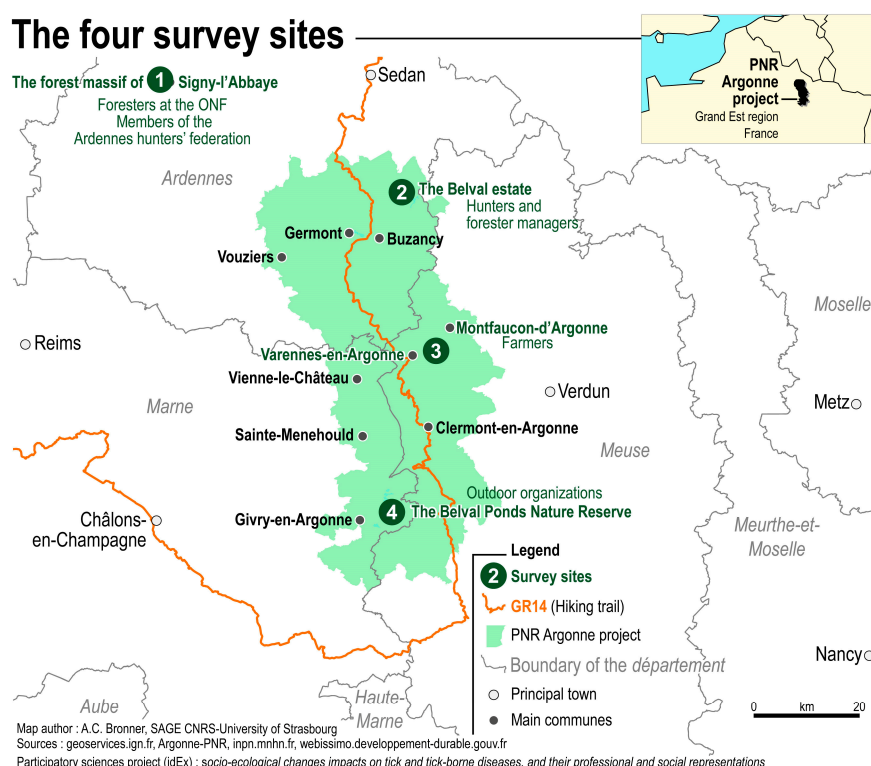 The four survey sites
PNR
Argonne
project
Grand Est region
France
The forest massif of 1 Signy-l'Abbaye
Foresters at the ONF
Members of the
Ardennes hunters' federation
Sedan
Ardennes
2 The Belval estate
Hunters and
forester managers
Germont
Buzancy
Vouziers
Moselle
Montfaucon-d'Argonne
Farmers
Reims
Varennes-en-Argonne
3
Vienne-le-Château
Verdun
Metz
Marne
Clermont-en-Argonne
Sainte-Menehould
Meuse
Outdoor organizations
4 The Belval Ponds Nature Reserve
Givry-en-Argonne
Châlons-
en-Champagne
Meurthe-et-
Moselle
Legend
2 Survey sites
GR14 (Hiking trail)
PNR Argonne project
Boundary of the département
Principal town
Main communes
Nancy
Aube
Haute-
Marne
km
0 20
Map author : A.C. Bronner, SAGE CNRS-University of Strasbourg
Sources : geoservices.ign.fr, Argonne-PNR, inpn.mnhn.fr, webissimo.developpement-durable.gouv.fr
Participatory sciences project (idEx) : socio-ecological changes impacts on tick and tick-borne diseases, and their professional and social representations